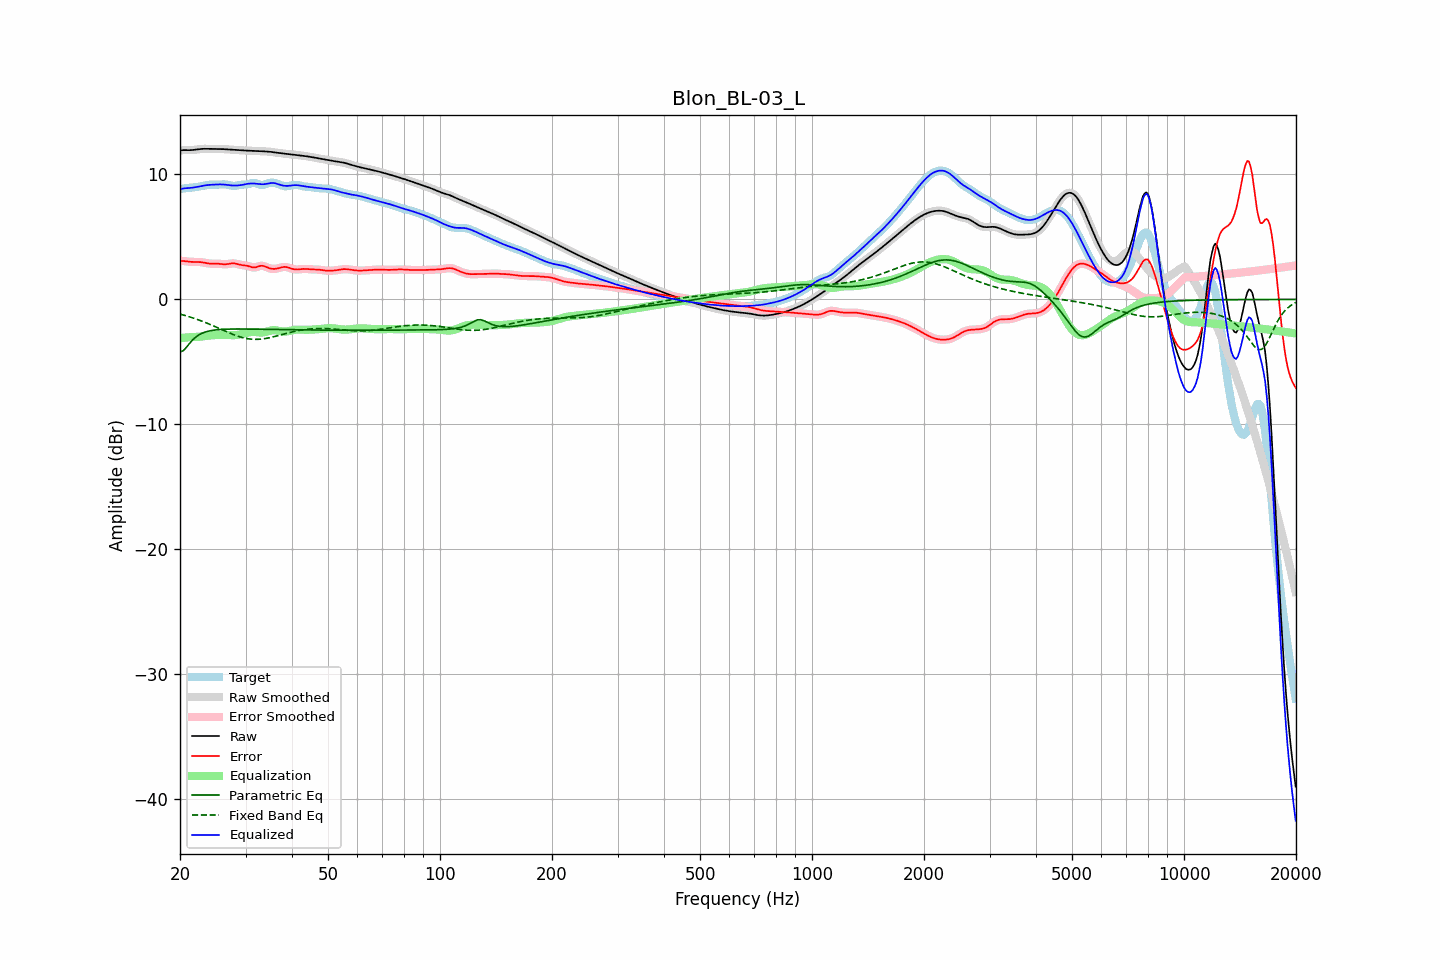 Blon_BL-03_L
Amplitude (dBr)
10
0
−10
−20
−30
−40
Target
Raw Smoothed
Error Smoothed
Raw
Error
Equalization
Parametric Eq
Fixed Band Eq
Equalized
20 50 100 200 500 1000 2000 5000 10000 20000
Frequency (Hz)